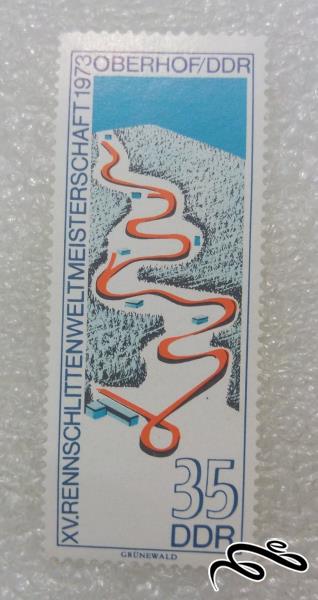 XV. RENNSCHLITTENWELTMEISTERSCHAFT 1973
OBERHOF/DDR
35
DDR
GRÜNEWALD